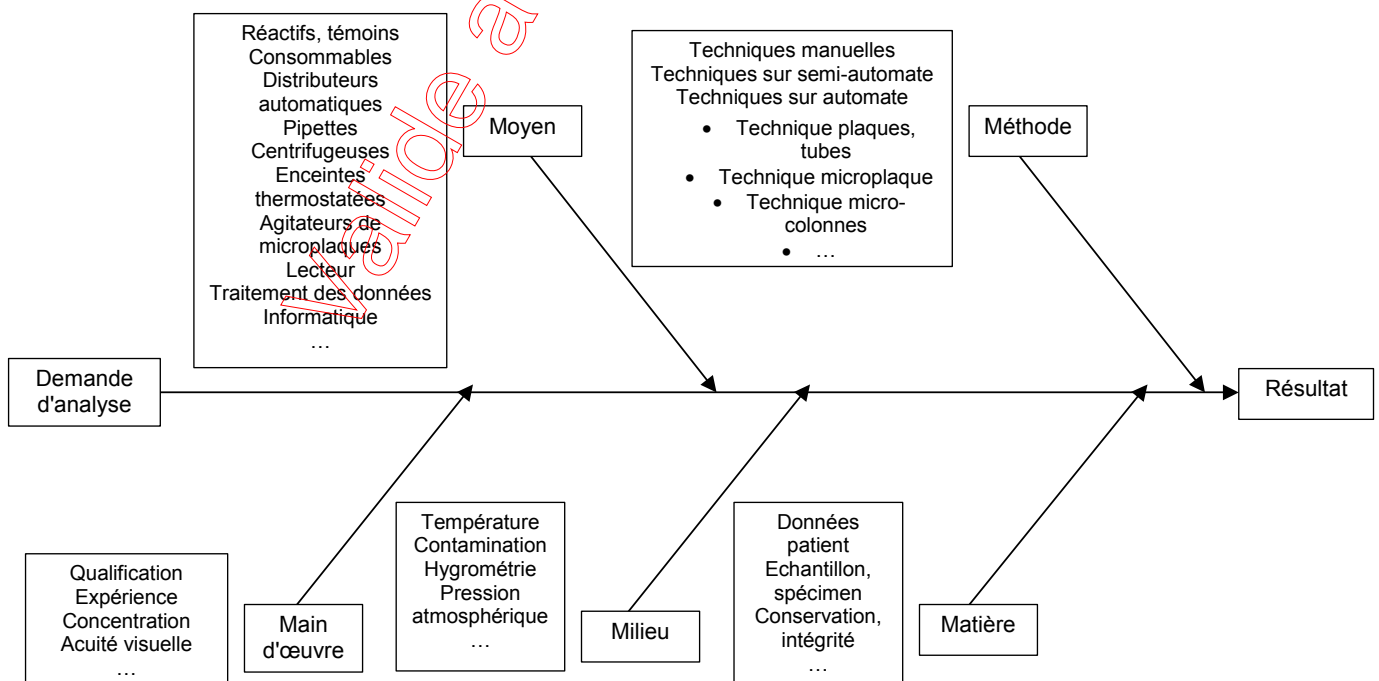 Réactifs, témoins
Consommables
Distributeurs
automatiques
Pipettes
Centrifugeuses
Enceintes
thermostatées
Agitateurs de
microplaques
Lecteur
Traitement des données
Informatique
…
Moyen
Techniques manuelles
Techniques sur semi-automate
Techniques sur automate
• Technique plaques,
tubes
• Technique microplaque
• Technique micro-
colonnes
• …
Méthode
Valide a
Demande
d'analyse
Résultat
Qualification
Expérience
Concentration
Acuité visuelle
…
Main
d'œuvre
Température
Contamination
Hygrométrie
Pression
atmosphérique
…
Milieu
Données
patient
Echantillon,
spécimen
Conservation,
intégrité
…
Matière